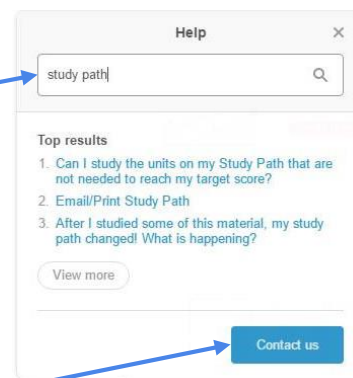 Help
study path
Top results
1. Can I study the units on my Study Path that are
not needed to reach my target score?
2. Email/Print Study Path
3. After I studied some of this material, my study
path changed! What is happening?
View more
Contact us